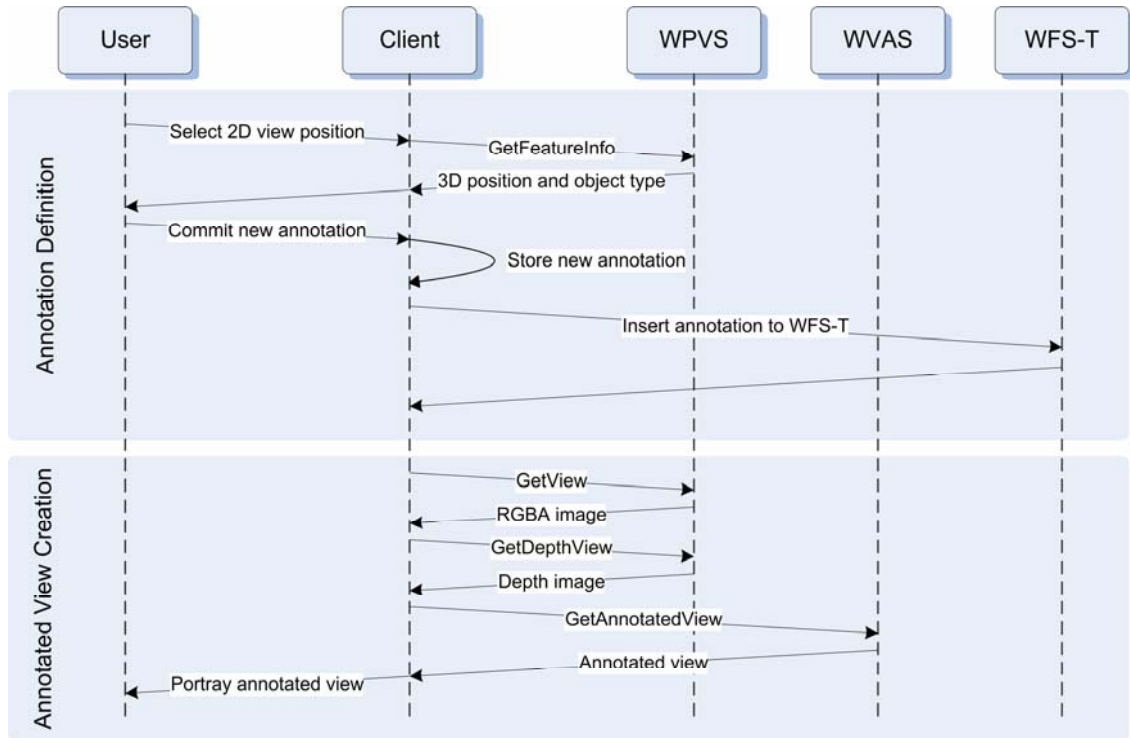 User
Client
WPVS
WVAS
WFS-T
Annotation Definition
Select 2D view position
GetFeatureInfo
3D position and object type
Commit new annotation
Store new annotation
Insert annotation to WFS-T
Annotated View Creation
GetView
RGBA image
GetDepthView
Depth image
GetAnnotatedView
Annotated view
Portray annotated view